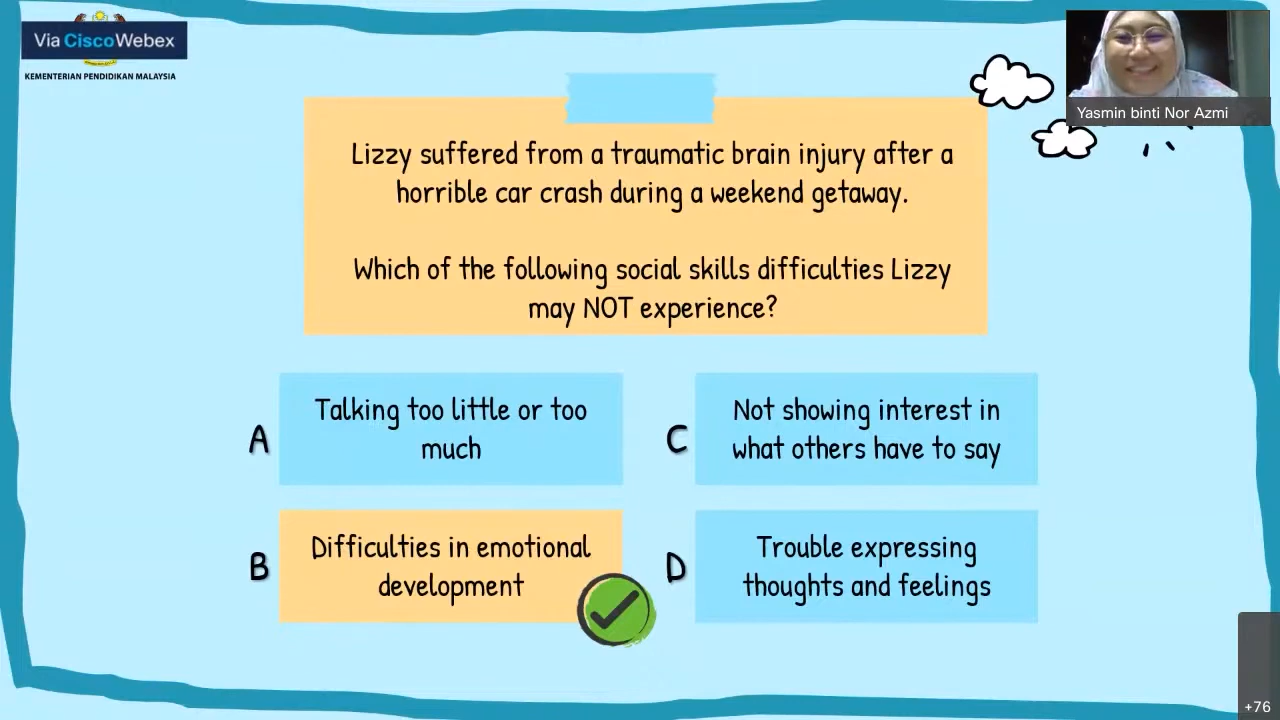 Via CiscoWebex
KEMENTERIAN PENDIDIKAN MALAYSIA
Yasmin binti Nor Azmi
Lizzy suffered from a traumatic brain injury after a
horrible car crash during a weekend getaway.
Which of the following social skills difficulties Lizzy
may NOT experience?
A
Talking too little or too
much
B
Difficulties in emotional
development
C
Not showing interest in
what others have to say
D
Trouble expressing
thoughts and feelings
+76